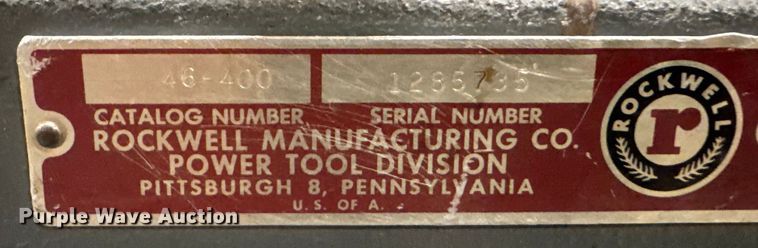 46-400 1285735
CATALOG NUMBER SERIAL NUMBER
ROCKWELL MANUFACTURING CO.
POWER TOOL DIVISION
PITTSBURGH 8, PENNSYLVANIA
U.S. OF A.
ROCKWELL
r
Purple Wave Auction